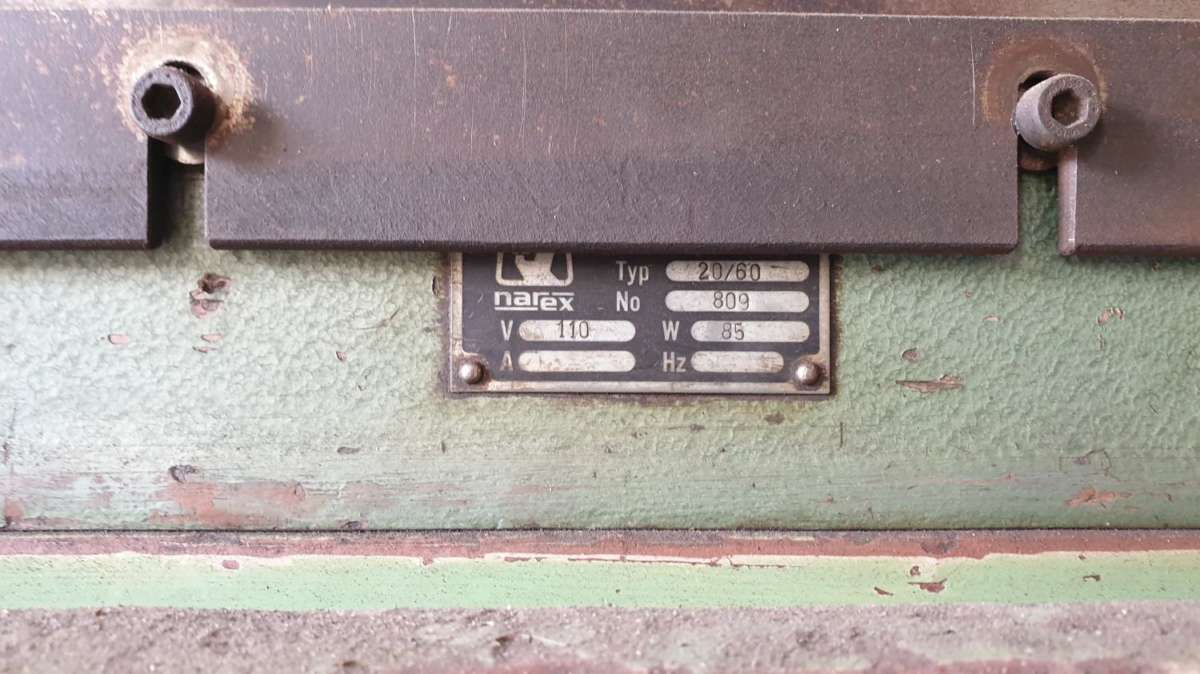 Typ 20/60
narex No 809
V 110 W 85
A Hz